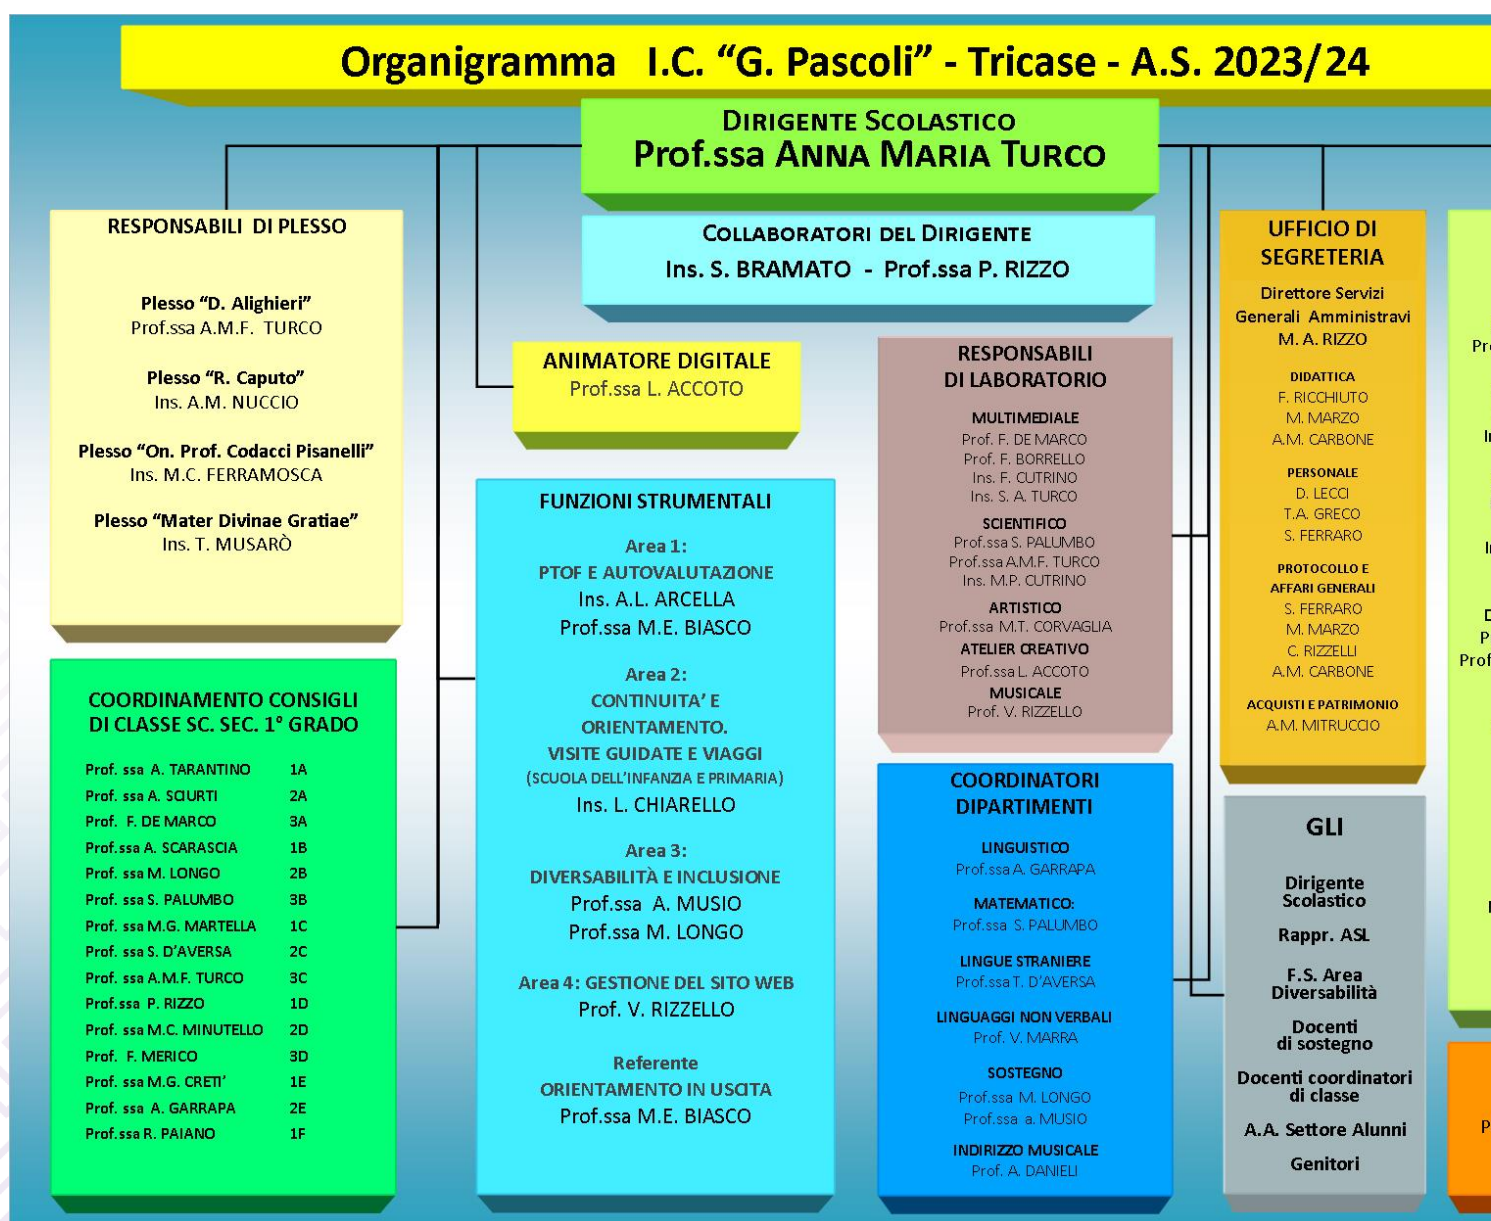 Organigramma I.C. “G. Pascoli” - Tricase - A.S. 2023/24
DIRIGENTE SCOLASTICO
Prof.ssa ANNA MARIA TURCO
COLLABORATORI DEL DIRIGENTE
Ins. S. BRAMATO - Prof.ssa P. RIZZO
RESPONSABILI DI PLESSO
Plesso “D. Alighieri”
Prof.ssa A.M.F. TURCO
Plesso “R. Caputo”
Ins. A.M. NUCCIO
Plesso “On. Prof. Codacci Pisanelli”
Ins. M.C. FERRAMOSCA
Plesso “Mater Divinae Gratiae”
Ins. T. MUSARÒ
COORDINAMENTO CONSIGLI
DI CLASSE SC. SEC. 1° GRADO
Prof. ssa A. TARANTINO 1A
Prof. ssa A. SCIURTI 2A
Prof. F. DE MARCO 3A
Prof.ssa A. SCARASCIA 1B
Prof. ssa M. LONGO 2B
Prof. ssa S. PALUMBO 3B
Prof. ssa M.G. MARTELLA 1C
Prof. ssa S. D’AVERSA 2C
Prof. ssa A.M.F. TURCO 3C
Prof.ssa P. RIZZO 1D
Prof. ssa M.C. MINUTELLO 2D
Prof. F. MERICO 3D
Prof. ssa M.G. CRETI’ 1E
Prof. ssa A. GARRAPA 2E
Prof.ssa R. PAIANO 1F
ANIMATORE DIGITALE
Prof.ssa L. ACCOTO
FUNZIONI STRUMENTALI
Area 1:
PTOF E AUTOVALUTAZIONE
Ins. A.L. ARCELLA
Prof.ssa M.E. BIASCO
Area 2:
CONTINUITA’ E
ORIENTAMENTO.
VISITE GUIDATE E VIAGGI
(SCUOLA DELL’INFANZIA E PRIMARIA)
Ins. L. CHIARELLO
Area 3:
DIVERSABILITÀ E INCLUSIONE
Prof.ssa A. MUSIO
Prof.ssa M. LONGO
Area 4: GESTIONE DEL SITO WEB
Prof. V. RIZZELLO
Referente
ORIENTAMENTO IN USCITA
Prof.ssa M.E. BIASCO
RESPONSABILI
DI LABORATORIO
MULTIMEDIALE
Prof. F. DE MARCO
Prof. F. BORRELLO
Ins. F. CUTRINO
Ins. S. A. TURCO
SCIENTIFICO
Prof.ssa S. PALUMBO
Prof.ssa A.M.F. TURCO
Ins. M.P. CUTRINO
ARTISTICO
Prof.ssa M.T. CORVAGLIA
ATELIER CREATIVO
Prof.ssa L. ACCOTO
MUSICALE
Prof. V. RIZZELLO
COORDINATORI
DIPARTIMENTI
LINGUISTICO
Prof.ssa A. GARRAPA
MATEMATICO:
Prof.ssa S. PALUMBO
LINGUE STRANIERE
Prof.ssa T. D’AVERSA
LINGUAGGI NON VERBALI
Prof. V. MARRA
SOSTEGNO
Prof.ssa M. LONGO
Prof.ssa a. MUSIO
INDIRIZZO MUSICALE
Prof. A. DANIELI
UFFICIO DI
SEGRETERIA
Direttore Servizi
Generali Amministravi
M. A. RIZZO
DIDATTICA
F. RICCHIUTO
M. MARZO
A.M. CARBONE
PERSONALE
D. LECCI
T.A. GRECO
S. FERRARO
PROTOCOLLO E
AFFARI GENERALI
S. FERRARO
M. MARZO
C. RIZZELLI
A.M. CARBONE
ACQUISTI E PATRIMONIO
A.M. MITRUCCIO
GLI
Dirigente
Scolastico
Rappr. ASL
F.S. Area
Diversabilità
Docenti
di sostegno
Docenti coordinatori
di classe
A.A. Settore Alunni
Genitori